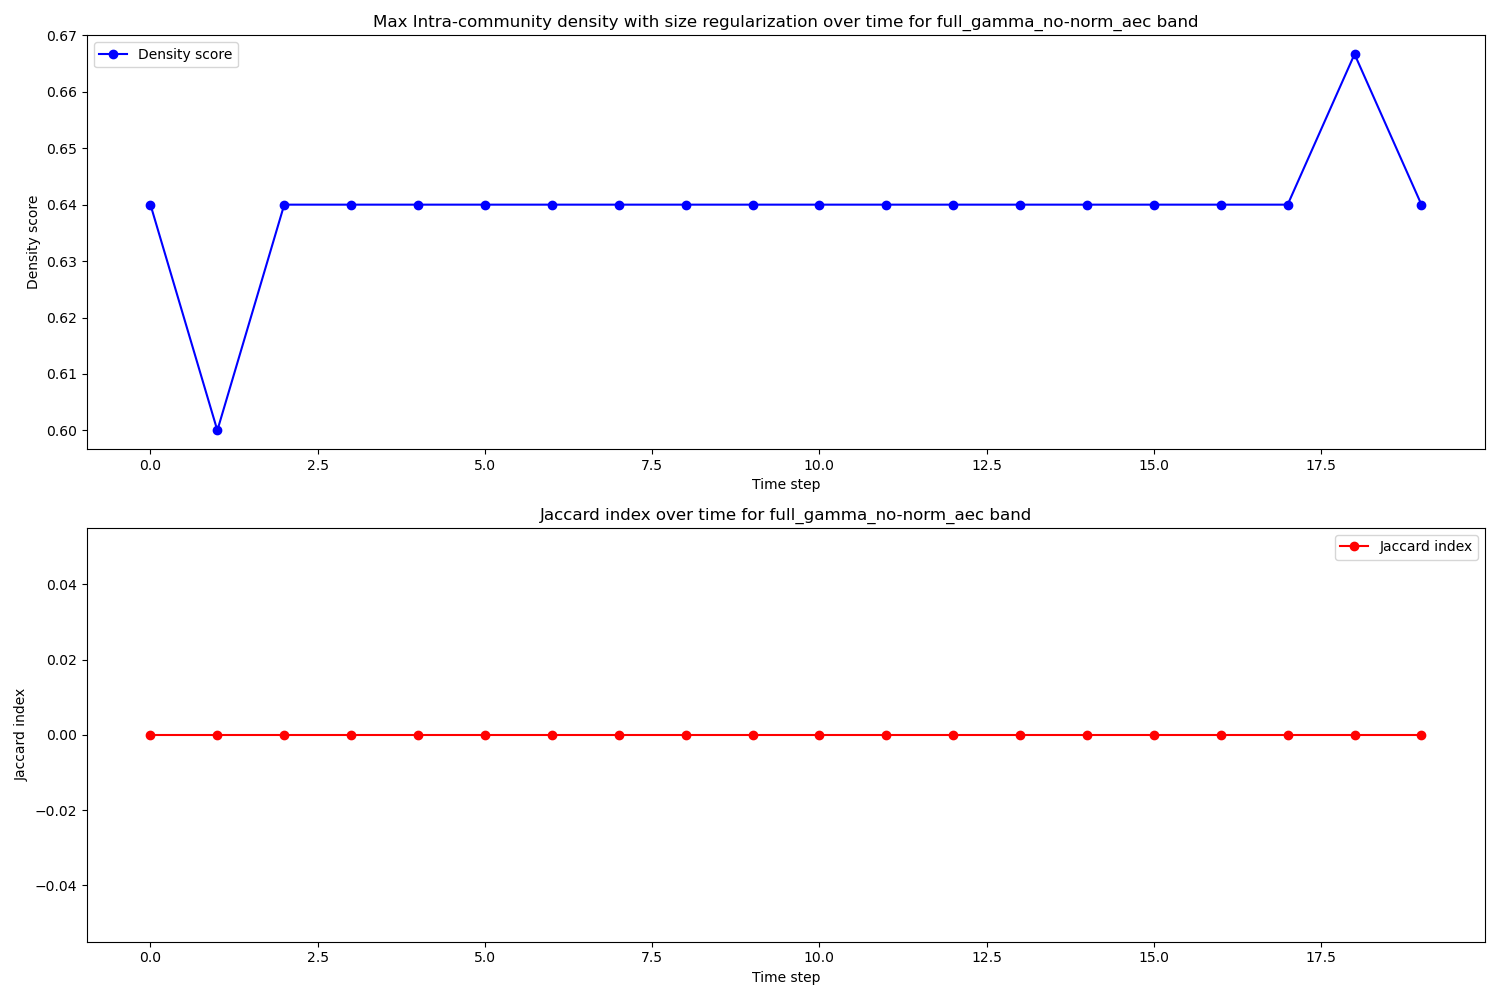 Max Intra-community density with size regularization over time for full_gamma_no-norm_aec band
Density score
0.67
0.66
0.65
0.64
0.63
0.62
0.61
0.60
Density score
0.0 2.5 5.0 7.5 10.0 12.5 15.0 17.5
Time step
Jaccard index over time for full_gamma_no-norm_aec band
Jaccard index
0.04
0.02
0.00
−0.02
−0.04
Jaccard index
0.0 2.5 5.0 7.5 10.0 12.5 15.0 17.5
Time step